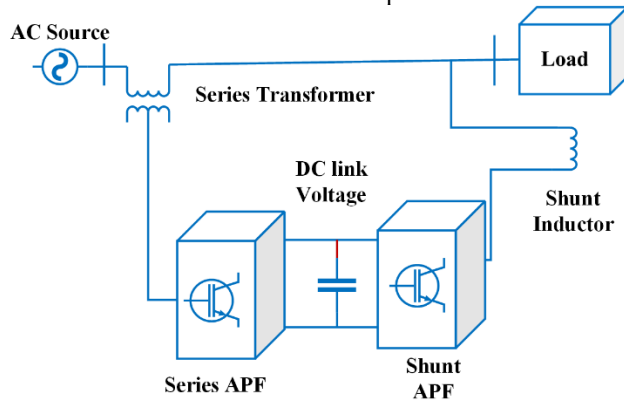 AC Source
Load
Series Transformer
DC link
Voltage
Shunt
Inductor
Series APF
Shunt
APF